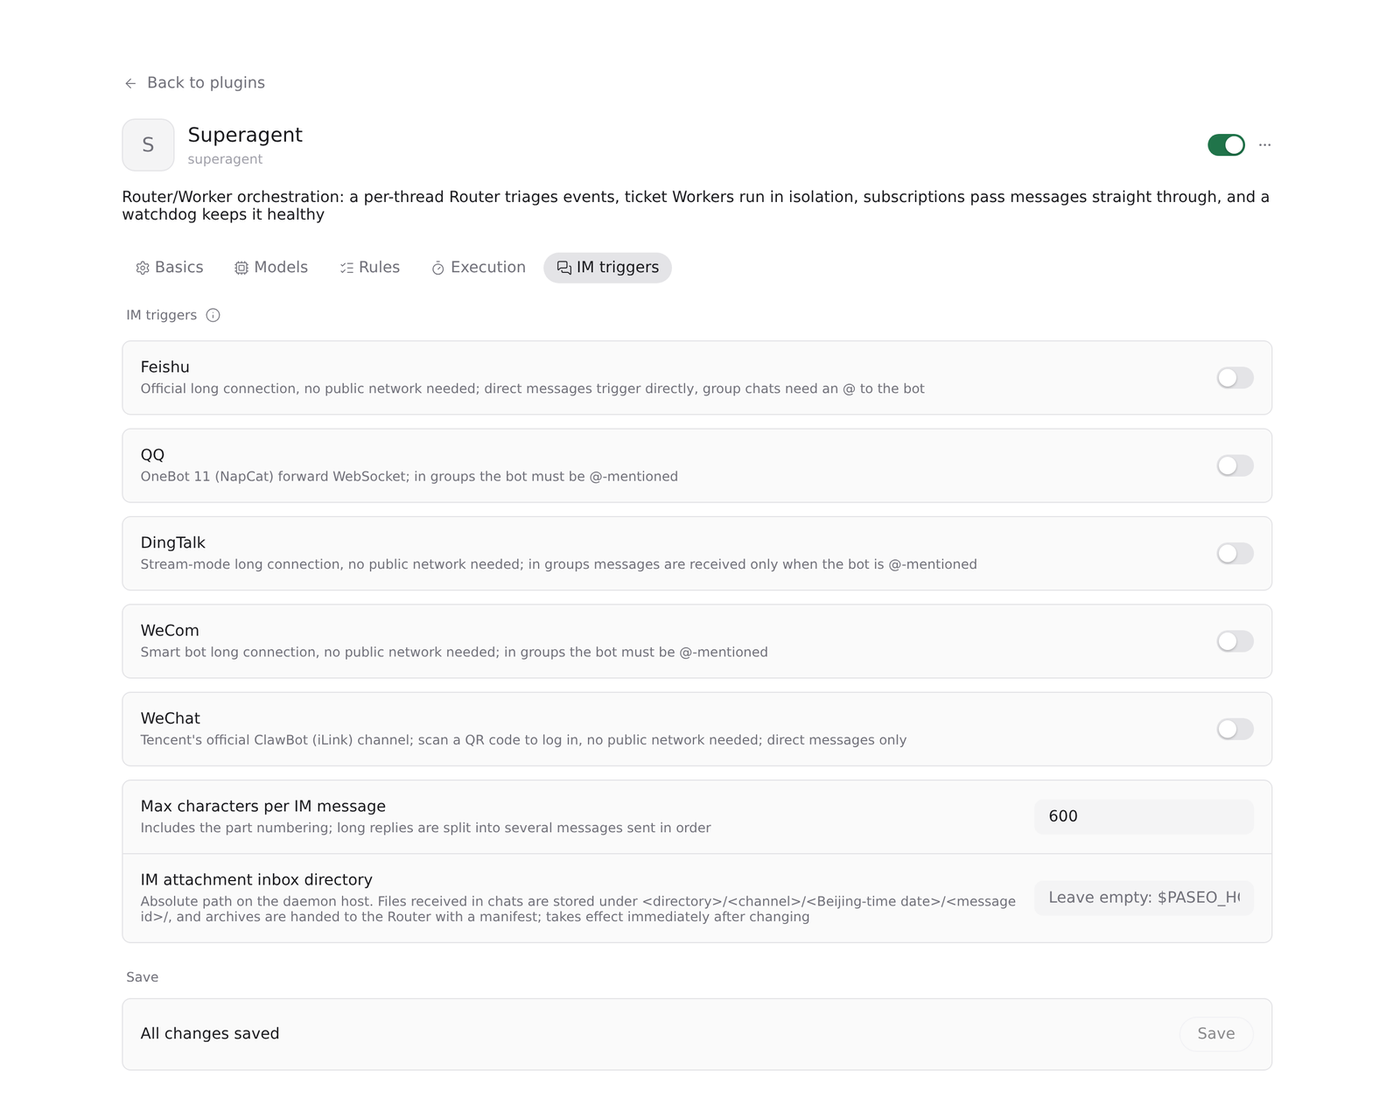 Back to plugins
S
Superagent
superagent
Router/Worker orchestration: a per-thread Router triages events, ticket Workers run in isolation, subscriptions pass messages straight through, and a
watchdog keeps it healthy
Basics Models Rules Execution IM triggers
IM triggers
Feishu
Official long connection, no public network needed; direct messages trigger directly, group chats need an @ to the bot
QQ
OneBot 11 (NapCat) forward WebSocket; in groups the bot must be @-mentioned
DingTalk
Stream-mode long connection, no public network needed; in groups messages are received only when the bot is @-mentioned
WeCom
Smart bot long connection, no public network needed; in groups the bot must be @-mentioned
WeChat
Tencent's official ClawBot (iLink) channel; scan a QR code to log in, no public network needed; direct messages only
Max characters per IM message
Includes the part numbering; long replies are split into several messages sent in order
600
IM attachment inbox directory
Absolute path on the daemon host. Files received in chats are stored under <directory>/<channel>/<Beijing-time date>/<message
id>/, and archives are handed to the Router with a manifest; takes effect immediately after changing
Leave empty: $PASEO_H
Save
All changes saved
Save